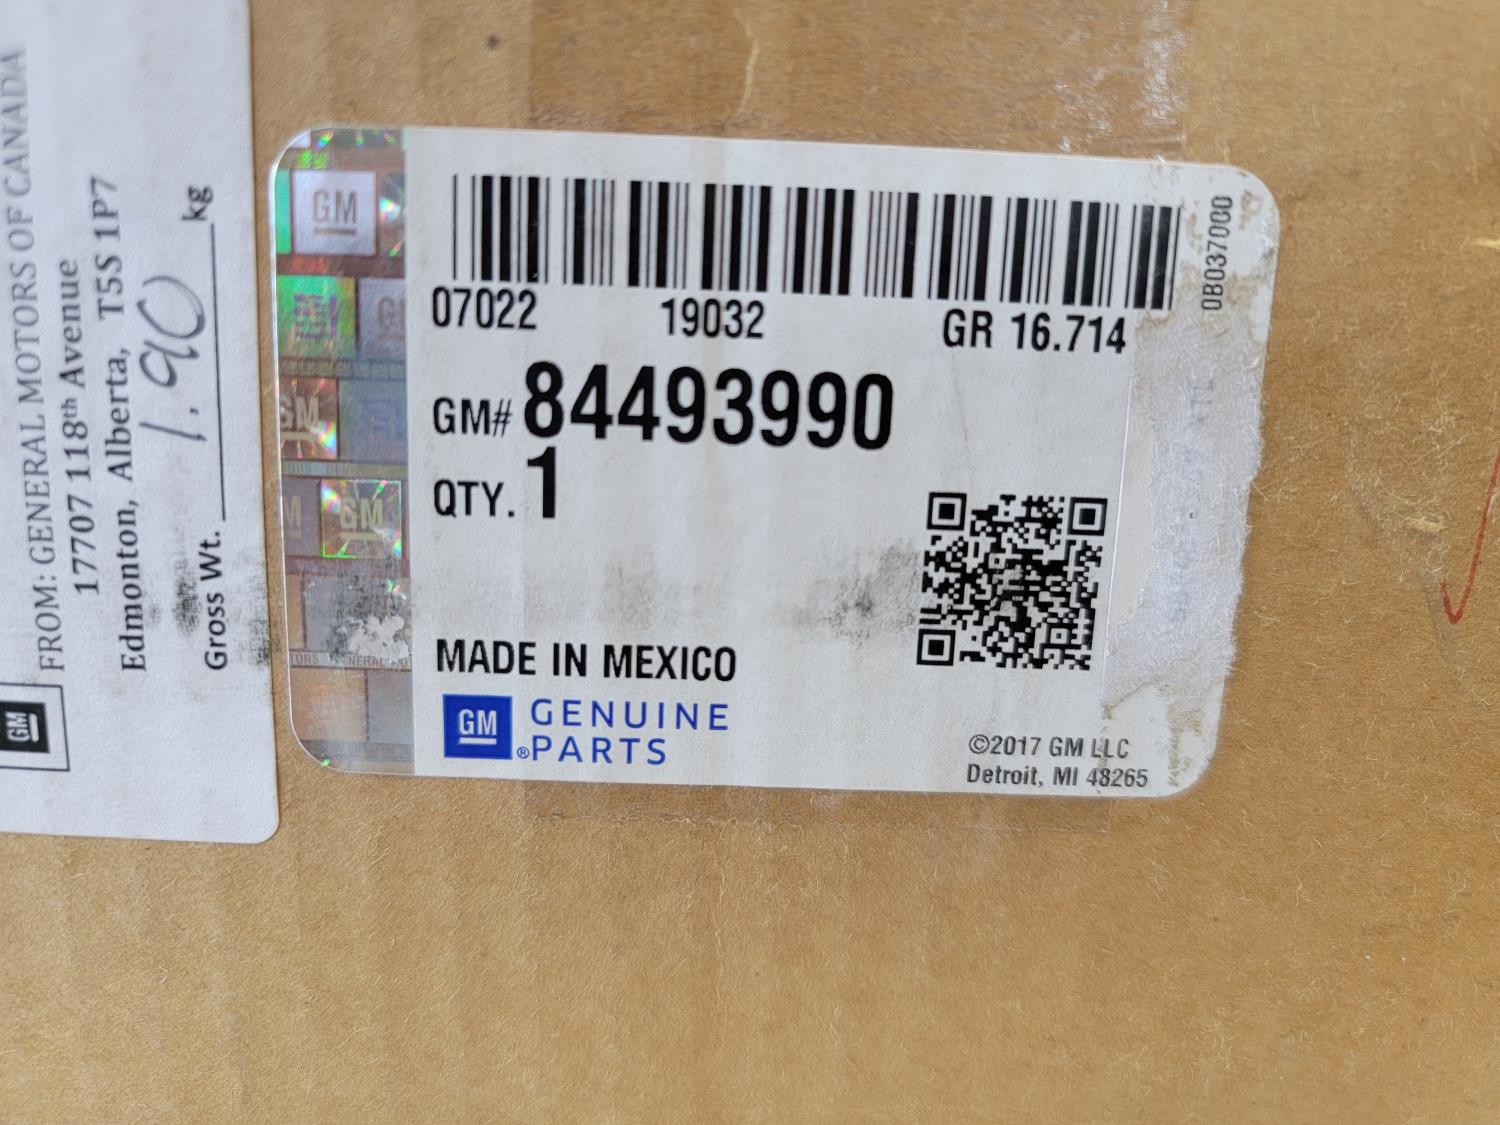 FROM: GENERAL MOTORS OF CANADA
17707 118th Avenue
Edmonton, Alberta, T5S 1P7
1.90
Gross Wt. kg
GM
GM
07022 19032 GR 16.714
0B037000
GM# 84493990
QTY. 1
MADE IN MEXICO
GM GENUINE
®PARTS
©2017 GM LLC
Detroit, MI 48265